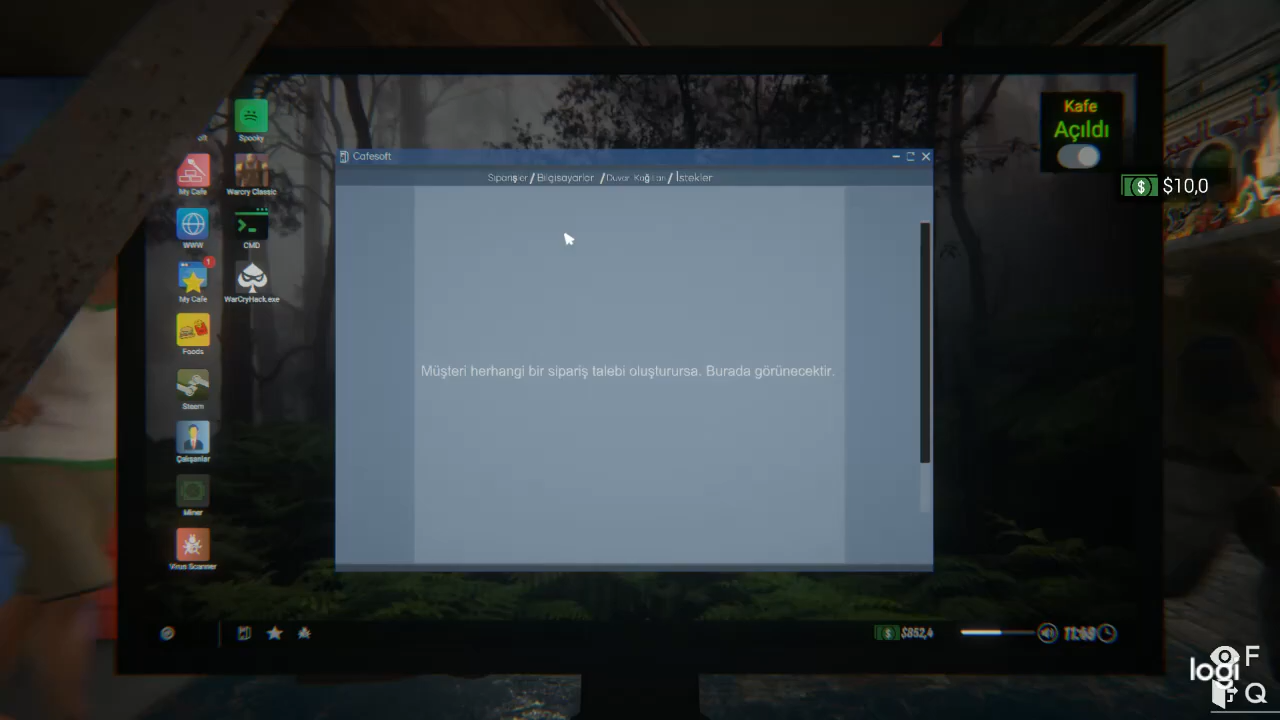 Kafe
Açıldı
$10,0
Spooky
Cafesoft
Siparişler / Bilgisayarlar / Duvar Kağıtları / İstekler
My Cafe
Warcry Classic
WWW
CMD
1
My Cafe
WarCryHack.exe
Foods
Müşteri herhangi bir sipariş talebi oluşturursa. Burada görünecektir.
Steam
Çalışanlar
Miner
Virus Scanner
$852,4
logi
F
Q